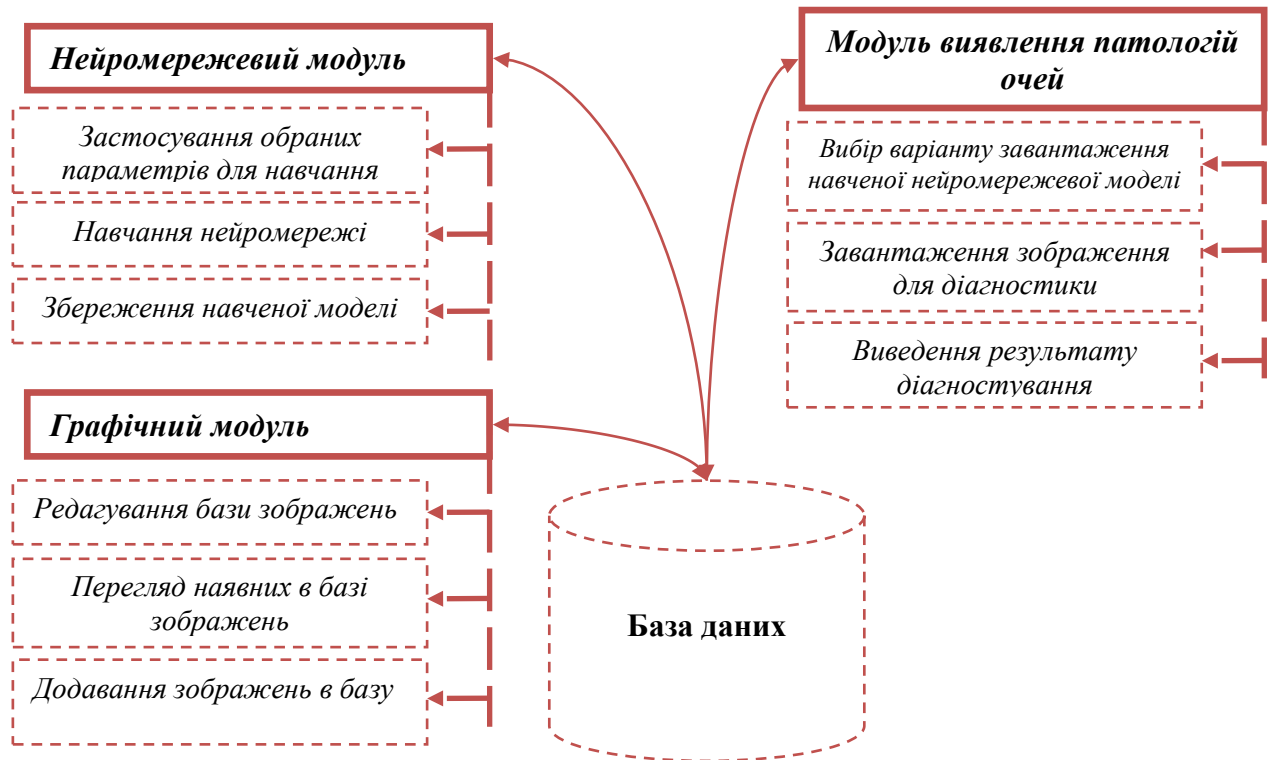 Нейромережевий модуль
Застосування обраних
параметрів для навчання
Навчання нейромережі
Збереження навченої моделі
Графічний модуль
Редагування бази зображень
Перегляд наявних в базі
зображень
Додавання зображень в базу
Модуль виявлення патологій
очей
Вибір варіанту завантаження
навченої нейромережевої моделі
Завантаження зображення
для діагностики
Виведення результату
діагностування
База даних